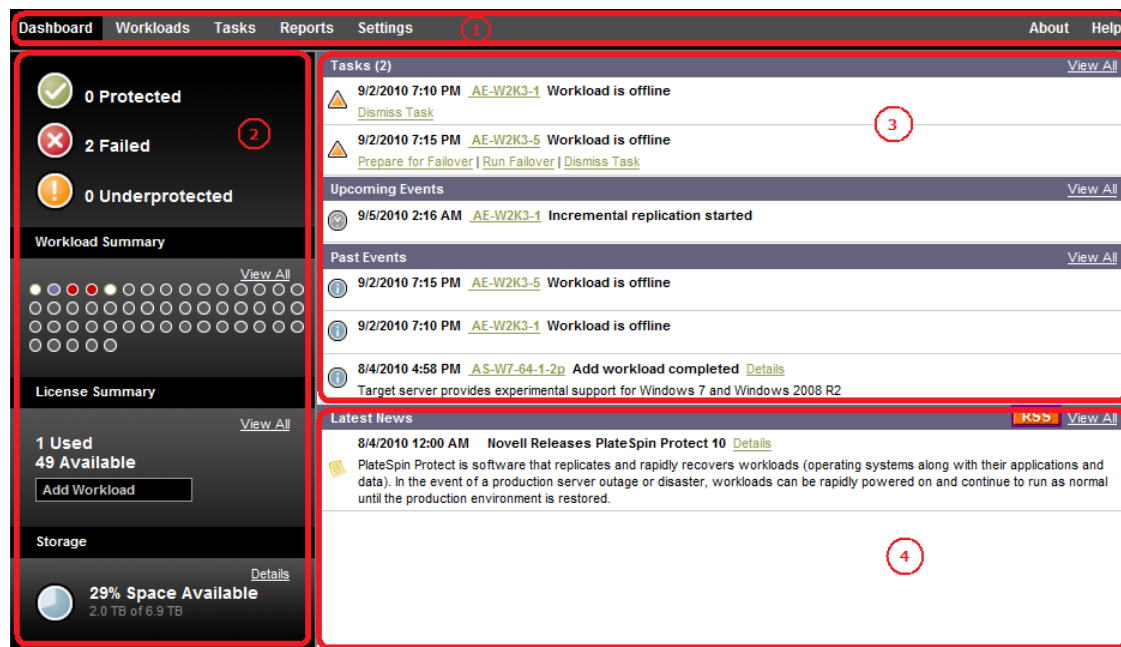 Dashboard Workloads Tasks Reports Settings 1 About Help
0 Protected
2 Failed
2
0 Underprotected
Workload Summary
View All
License Summary
View All
1 Used
49 Available
Add Workload
Storage
Details
29% Space Available
2.0 TB of 6.9 TB
Tasks (2) View All
9/2/2010 7:10 PM AE-W2K3-1 Workload is offline
Dismiss Task
3
9/2/2010 7:15 PM AE-W2K3-5 Workload is offline
Prepare for Failover | Run Failover | Dismiss Task
Upcoming Events View All
9/5/2010 2:16 AM AE-W2K3-1 Incremental replication started
Past Events View All
9/2/2010 7:15 PM AE-W2K3-5 Workload is offline
9/2/2010 7:10 PM AE-W2K3-1 Workload is offline
8/4/2010 4:58 PM AS-W7-64-1-2p Add workload completed Details
Target server provides experimental support for Windows 7 and Windows 2008 R2
Latest News RSS View All
8/4/2010 12:00 AM Novell Releases PlateSpin Protect 10 Details
PlateSpin Protect is software that replicates and rapidly recovers workloads (operating systems along with their applications and
data). In the event of a production server outage or disaster, workloads can be rapidly powered on and continue to run as normal
until the production environment is restored.
4